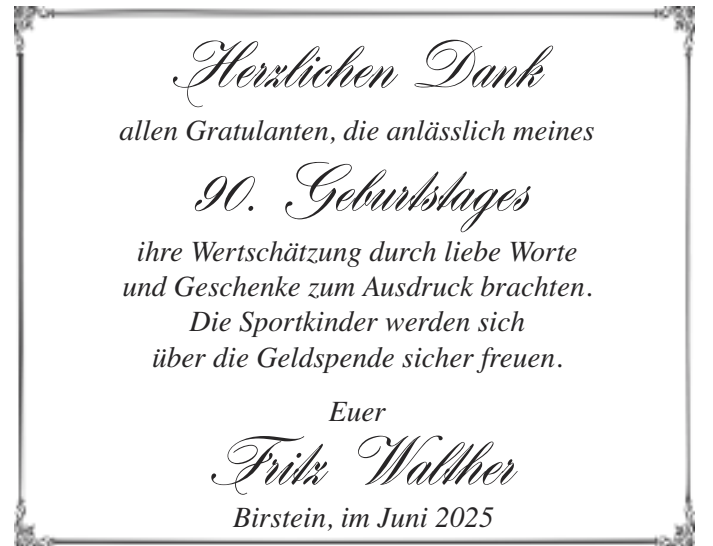 Herzlichen Dank
allen Gratulanten, die anlässlich meines
90. Geburtstages
ihre Wertschätzung durch liebe Worte
und Geschenke zum Ausdruck brachten.
Die Sportkinder werden sich
über die Geldspende sicher freuen.
Euer
Fritz Walther
Birstein, im Juni 2025